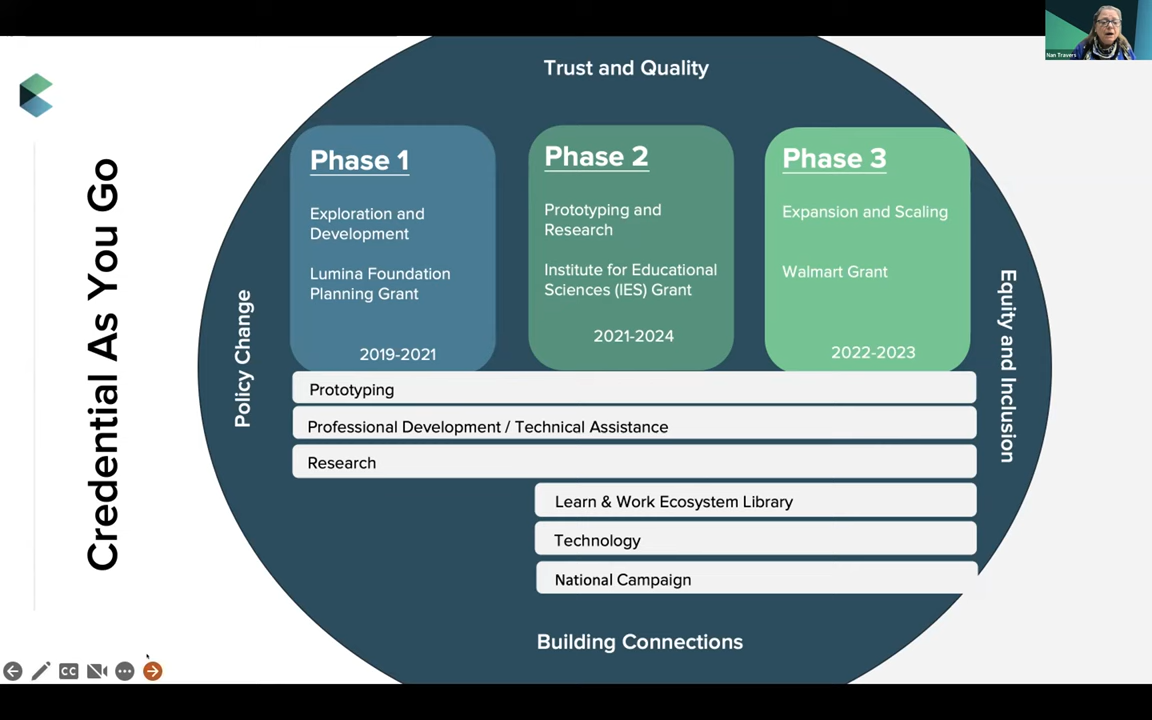 Nan Travers
Credential As You Go
Trust and Quality
Policy Change
Equity and Inclusion
Phase 1
Exploration and
Development
Lumina Foundation
Planning Grant
2019-2021
Phase 2
Prototyping and
Research
Institute for Educational
Sciences (IES) Grant
2021-2024
Phase 3
Expansion and Scaling
Walmart Grant
2022-2023
Prototyping
Professional Development / Technical Assistance
Research
Learn & Work Ecosystem Library
Technology
National Campaign
Building Connections
CC